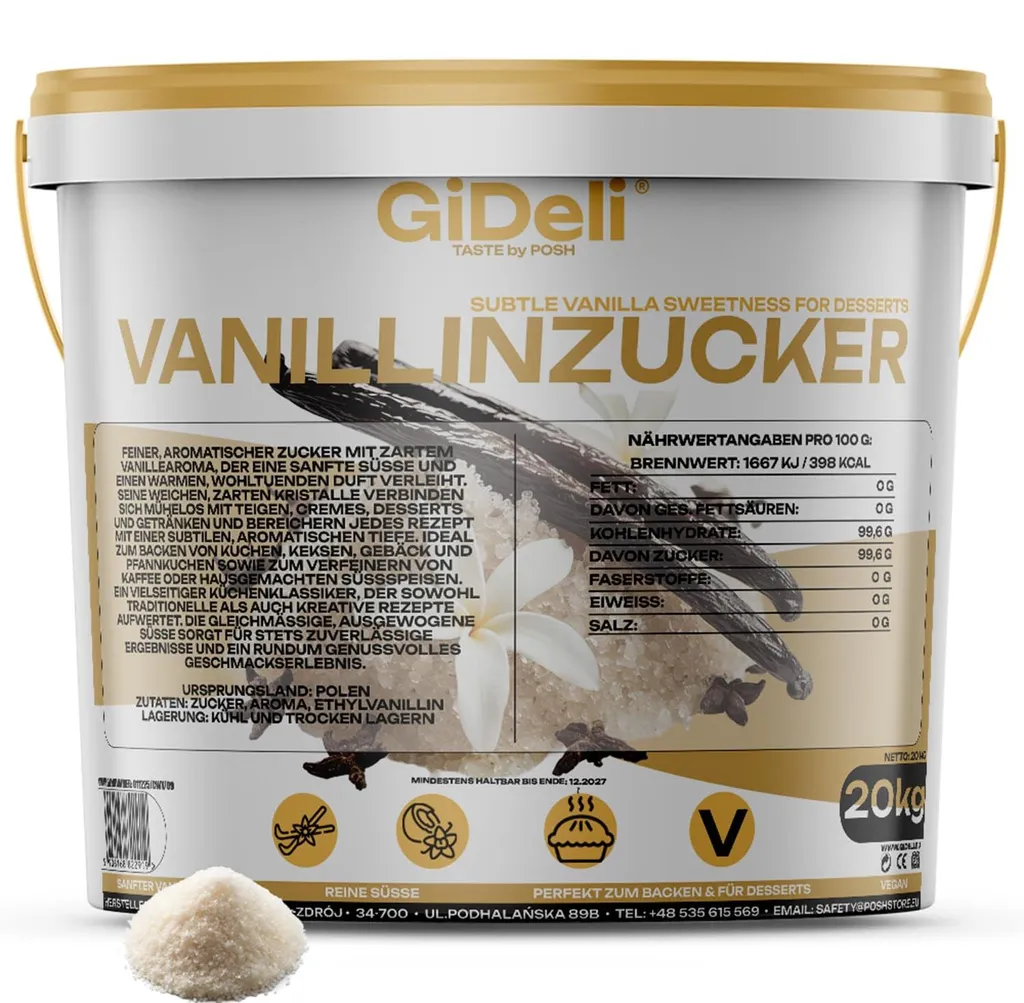 GiDeli®
TASTE by POSH
SUBTLE VANILLA SWEETNESS FOR DESSERTS
VANILLINZUCKER
FEINER, AROMATISCHER ZUCKER MIT ZARTEM
VANILLEAROMA, DER EINE SANFTE SÜSSE UND
EINEN WARMEN, WOHLTUENDEN DUFT VERLEIHT.
SEINE WEICHEN, ZARTEN KRISTALLE VERBINDEN
SICH MÜHELOS MIT TEIGEN, CREMES, DESSERTS
UND GETRÄNKEN UND BEREICHERN JEDES REZEPT
MIT EINER SUBTILEN, AROMATISCHEN TIEFE. IDEAL
ZUM BACKEN VON KUCHEN, KEKSEN, GEBÄCK UND
PFANNKUCHEN SOWIE ZUM VERFEINERN VON
KAFFEE ODER HAUSGEMACHTEN SÜSSSPEISEN.
EIN VIELSEITIGER KÜCHENKLASSIKER, DER SOWOHL
TRADITIONELLE ALS AUCH KREATIVE REZEPTE
AUFWERTET. DIE GLEICHMÄSSIGE, AUSGEWOGENE
SÜSSE SORGT FÜR STETS ZUVERLÄSSIGE
ERGEBNISSE UND EIN RUNDUM GENUSSVOLLES
GESCHMACKSERLEBNIS.
URSPRUNGSLAND: POLEN
ZUTATEN: ZUCKER, AROMA, ETHYLVANILLIN
LAGERUNG: KÜHL UND TROCKEN LAGERN
NÄHRWERTANGABEN PRO 100 G:
BRENNWERT: 1667 KJ / 398 KCAL
FETT: 0 G
DAVON GES. FETTSÄUREN: 0 G
KOHLENHYDRATE: 99,6 G
DAVON ZUCKER: 99,6 G
FASERSTOFFE: 0 G
EIWEISS: 0 G
SALZ: 0 G
MINDESTENS HALTBAR BIS ENDE: 12.2027
NETTO: 20
20kg
V
CE
SANFTER
REINE SÜSSE
PERFEKT ZUM BACKEN & FÜR DESSERTS
VEGAN
-ZDRÓJ • 34-700 • UL.PODHALAŃSKA 89B • TEL: +48 535 615 569 • EMAIL: SAFETY@POSHSTORE.EU